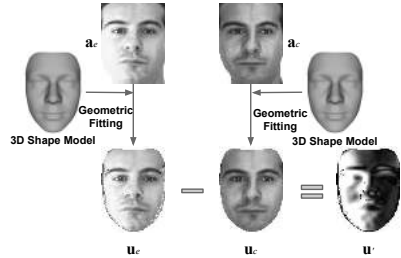 a_e
a_c
Geometric
Fitting
Geometric
Fitting
3D Shape Model
3D Shape Model
u_e
u_c
u'